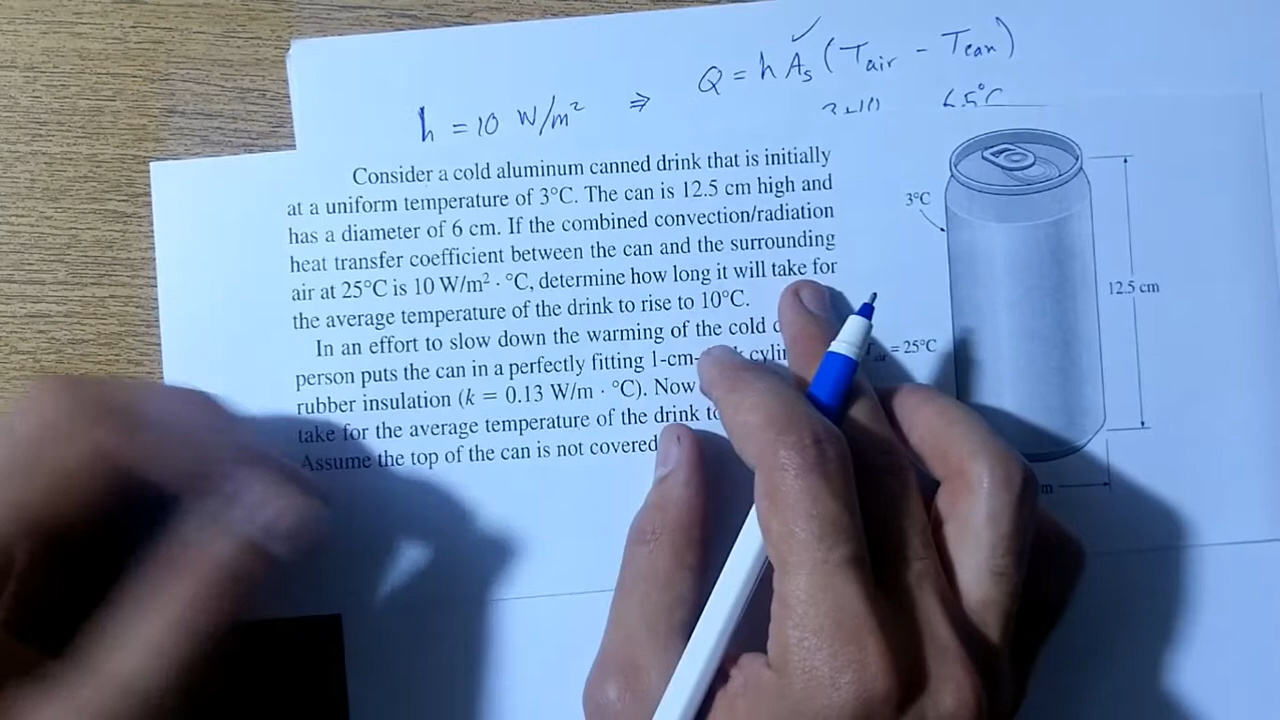 Q = h As (Tair - Tcan)
h = 10 W/m² ⇒
6.5°C
Consider a cold aluminum canned drink that is initially
at a uniform temperature of 3°C. The can is 12.5 cm high and
has a diameter of 6 cm. If the combined convection/radiation
heat transfer coefficient between the can and the surrounding
air at 25°C is 10 W/m² · °C, determine how long it will take for
the average temperature of the drink to rise to 10°C.
In an effort to slow down the warming of the cold
person puts the can in a perfectly fitting 1-cm-
rubber insulation (k = 0.13 W/m · °C). Now
take for the average temperature of the drink
Assume the top of the can is not covered
3°C
12.5 cm
= 25°C